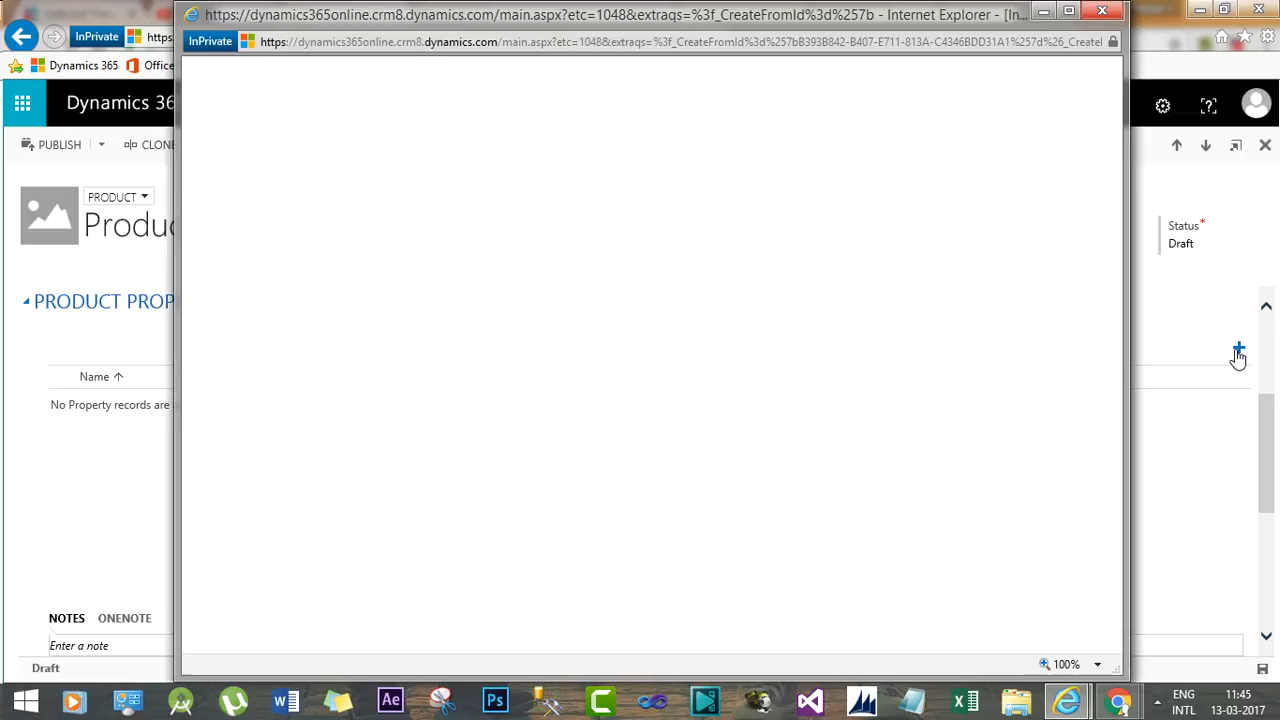 https://dynamics365online.crm8.dynamics.com/main.aspx?etc=1048&extraqs=%3f_CreateFromId%3d%257b - Internet Explorer - [In...
InPrivate https://dynamics365online.crm8.dynamics.com/main.aspx?etc=1048&extraqs=%3f_CreateFromId%3d%257bB393B842-B407-E711-813A-C4346BDD31A1%257d%26_CreateI
InPrivate https
Dynamics 365 Office
Dynamics 36
PUBLISH CLONE
PRODUCT
Produc
Status*
Draft
PRODUCT PROP
Name
No Property records are
NOTES ONENOTE
Enter a note
100%
Draft
Ae
Ps
C
ENG 11:45
INTL 13-03-2017